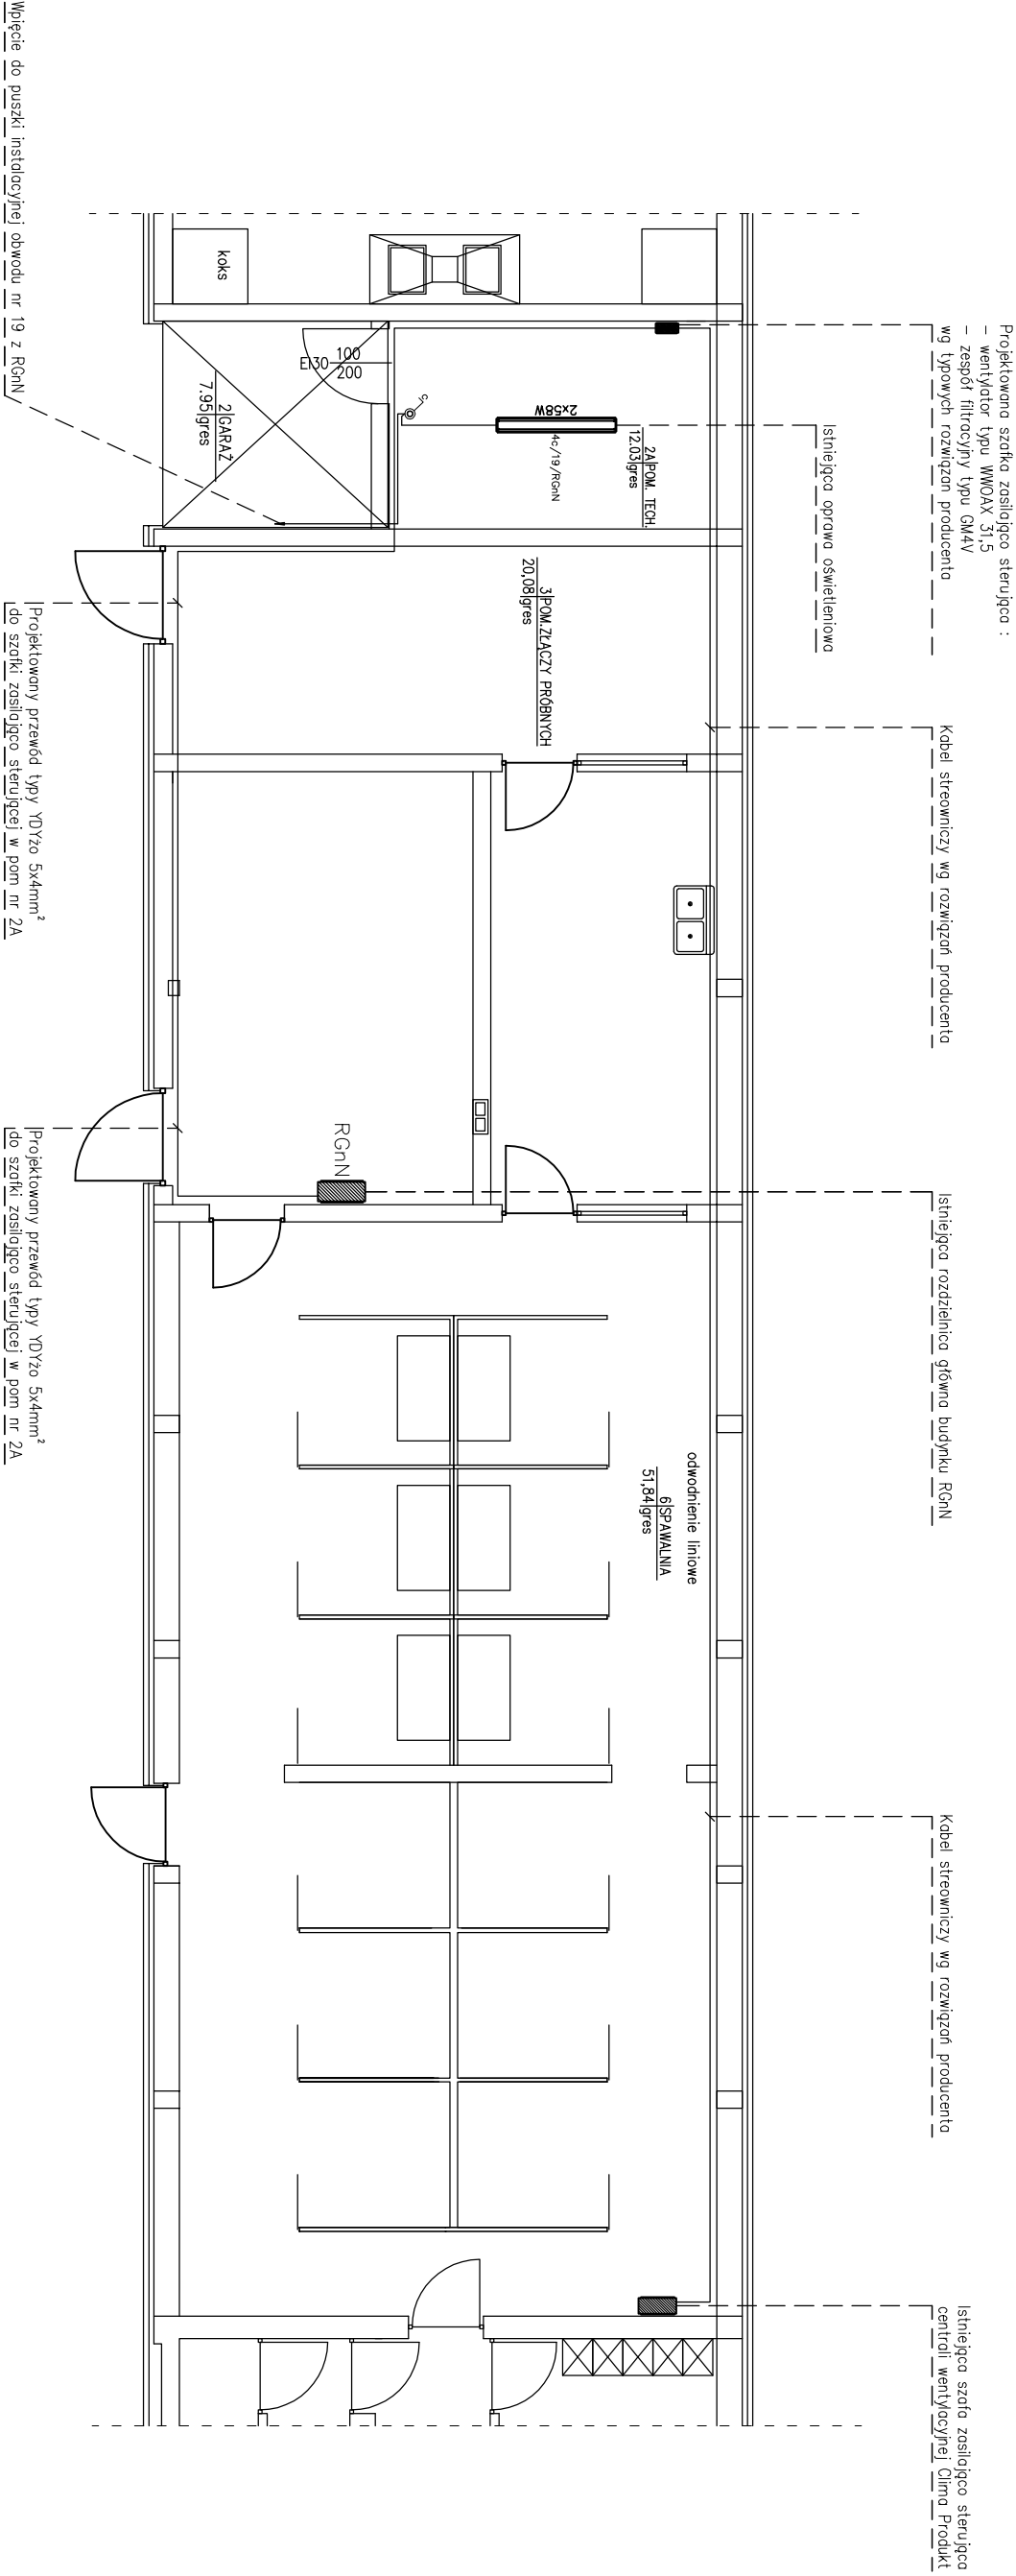 Projektowana szafka zasilająco sterująca :
- wentylator typu WWOAX 31,5
- zespół filtracyjny typu GM4V
wg typowych rozwiązan producenta
Kabel streowniczy wg rozwiązań producenta
Istniejąca rozdzielnica główna budynku RGnN
Kabel streowniczy wg rozwiązań producenta
Istniejąca szafa zasilająco sterująca
centrali wentylacyjnej Clima Produkt
Istniejąca oprawa oświetleniowa
koks
2A|POM. TECH.
12.03|gres
2x58W
4c/19/RGnN
c
EI30
100
200
2|GARAŻ
7.95|gres
3|POM.ZŁĄCZY PRÓBNYCH
20,08|gres
RGnN
odwodnienie liniowe
6|SPAWALNIA
51,84|gres
Wpięcie do puszki instalacyjnej obwodu nr 19 z RGnN
Projektowany przewód typy YDYżo 5x4mm²
do szafki zasilająco sterującej w pom nr 2A
Projektowany przewód typy YDYżo 5x4mm²
do szafki zasilająco sterującej w pom nr 2A